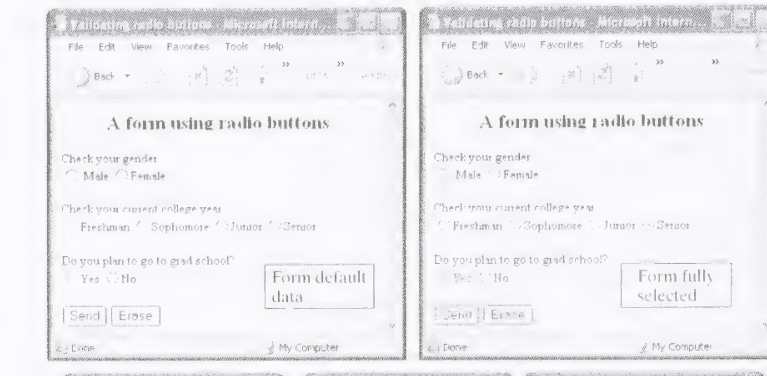 Validating radio buttons - Microsoft Intern...
File Edit View Favorites Tools Help
Back »  »
A form using radio buttons
Check your gender
Male Female
Check your current college year
Freshman Sophomore Junior Senior
Do you plan to go to grad school?
Yes No
Form default
data
Send Erase
Done My Computer
Validating radio buttons - Microsoft Intern...
File Edit View Favorites Tools Help
Back »  »
A form using radio buttons
Check your gender
Male Female
Check your current college year
Freshman Sophomore Junior Senior
Do you plan to go to grad school?
Yes No
Form fully
selected
Send Erase
Done My Computer